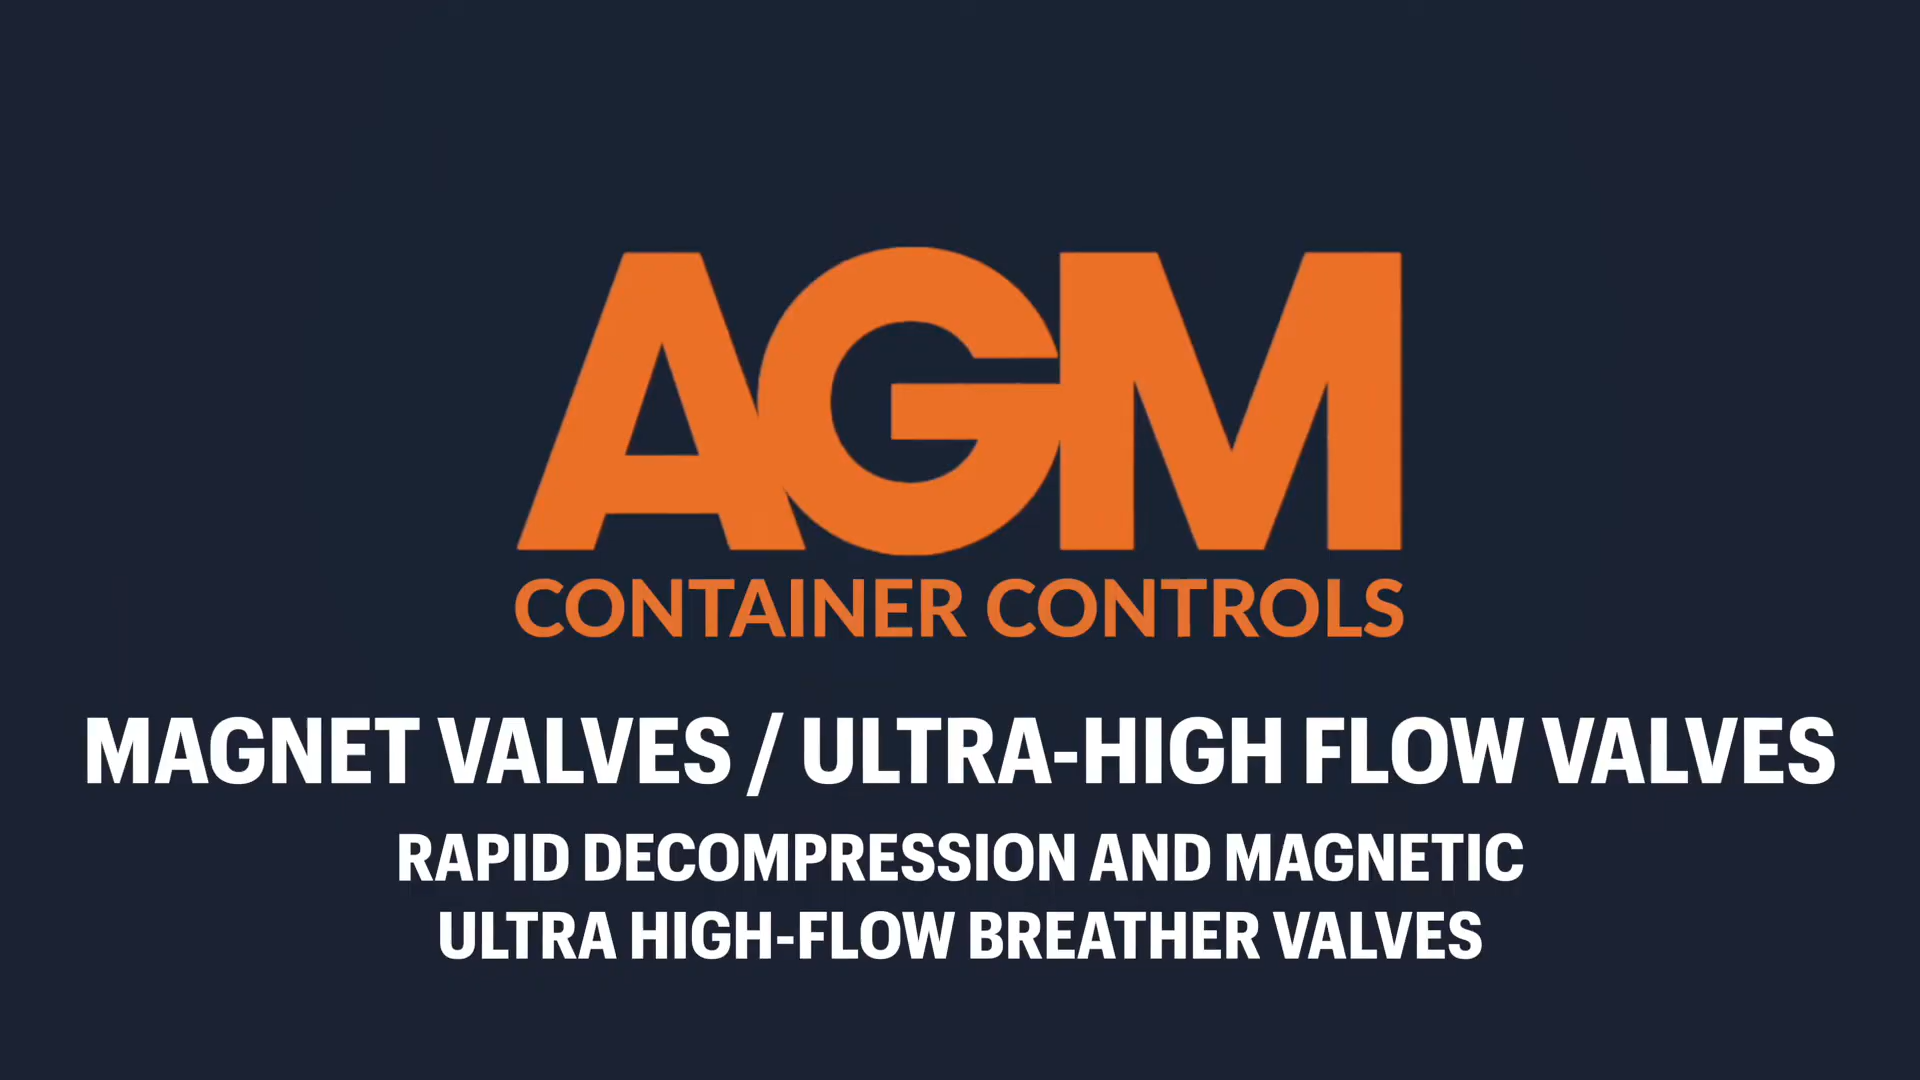 AGM
CONTAINER CONTROLS
MAGNET VALVES / ULTRA-HIGH FLOW VALVES
RAPID DECOMPRESSION AND MAGNETIC
ULTRA HIGH-FLOW BREATHER VALVES